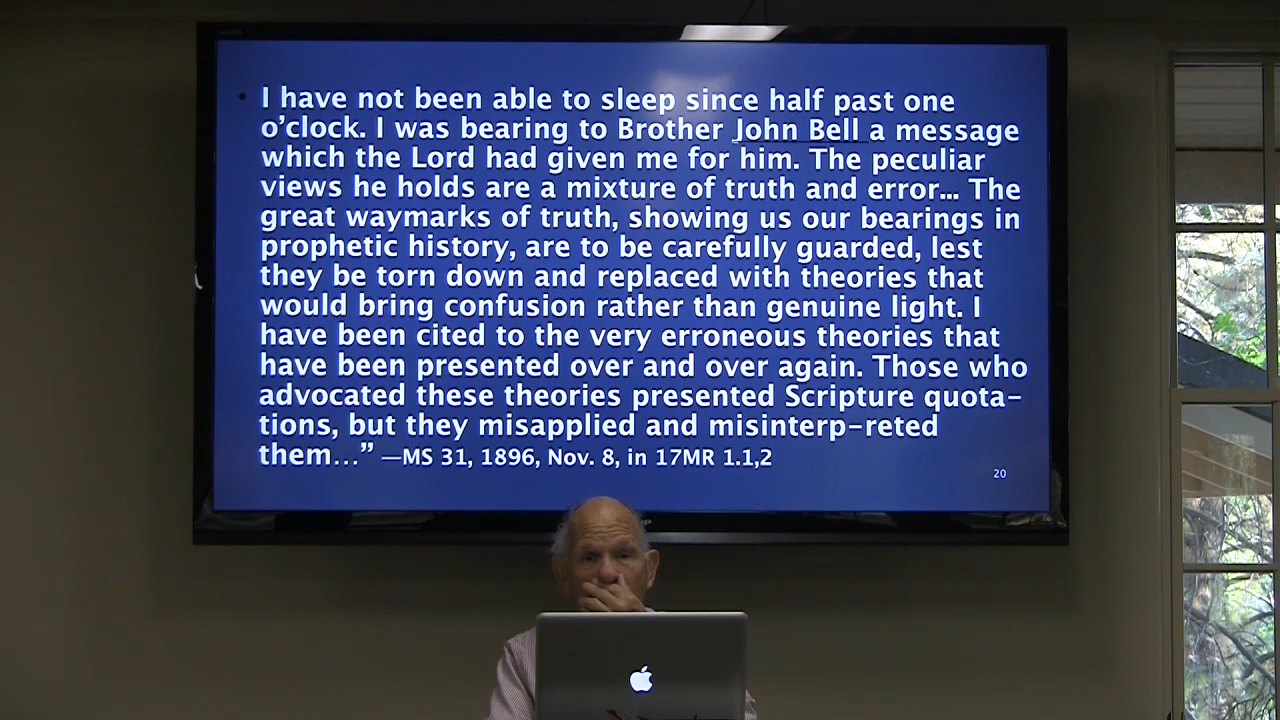 • I have not been able to sleep since half past one
o’clock. I was bearing to Brother John Bell a message
which the Lord had given me for him. The peculiar
views he holds are a mixture of truth and error... The
great waymarks of truth, showing us our bearings in
prophetic history, are to be carefully guarded, lest
they be torn down and replaced with theories that
would bring confusion rather than genuine light. I
have been cited to the very erroneous theories that
have been presented over and over again. Those who
advocated these theories presented Scripture quota-
tions, but they misapplied and misinterp-reted
them...” —MS 31, 1896, Nov. 8, in 17MR 1.1,2
20